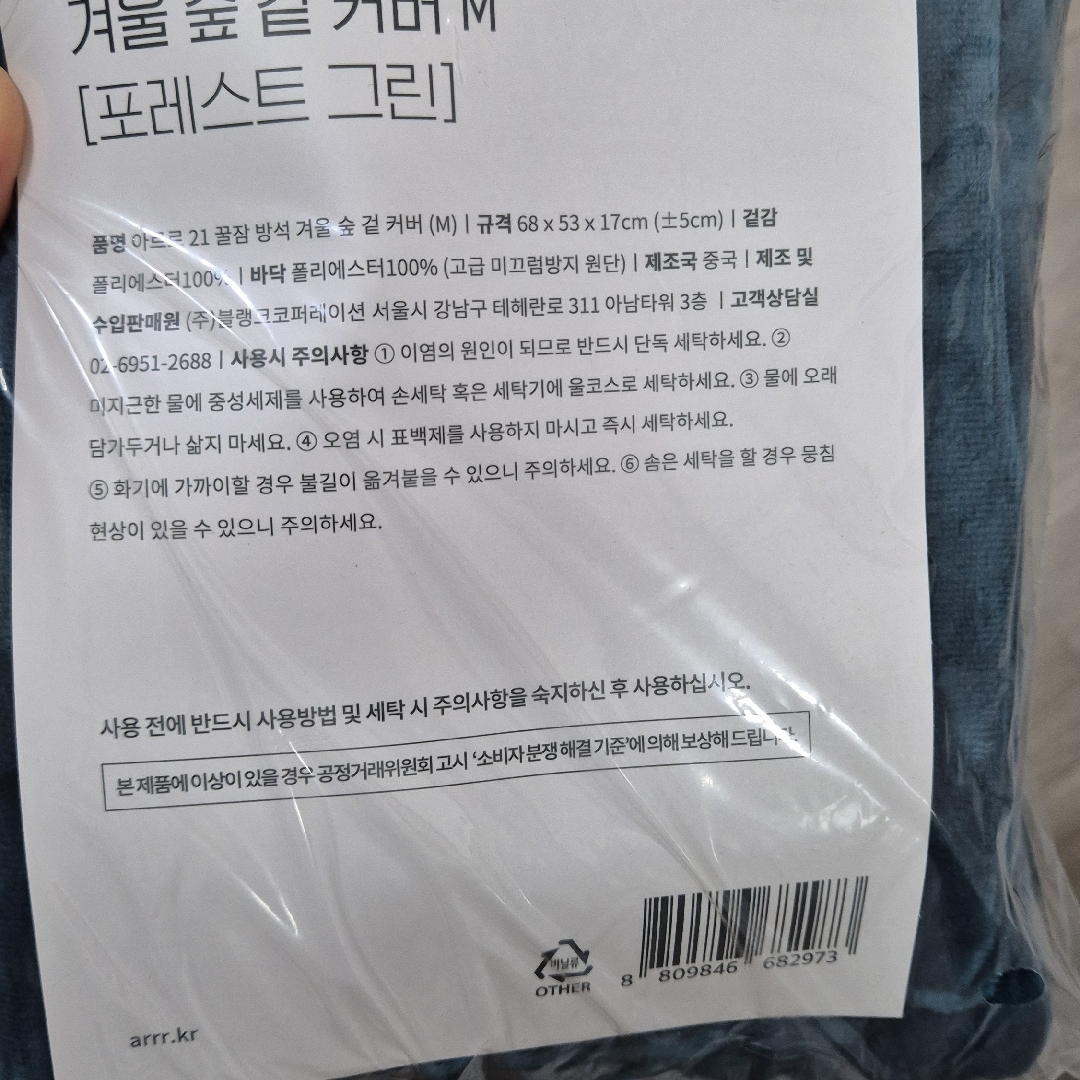 겨울 숲 겉 커버 M
[포레스트 그린]
품명 아르르 21 꿀잠 방석 겨울 숲 겉 커버 (M) | 규격 68 x 53 x 17cm (±5cm) | 겉감
폴리에스터100% | 바닥 폴리에스터100% (고급 미끄럼방지 원단) | 제조국 중국 | 제조 및
수입판매원 (주)블랭크코퍼레이션 서울시 강남구 테헤란로 311 아남타워 3층 | 고객상담실
02-6951-2688 | 사용시 주의사항 ① 이염의 원인이 되므로 반드시 단독 세탁하세요. ②
미지근한 물에 중성세제를 사용하여 손세탁 혹은 세탁기에 울코스로 세탁하세요. ③ 물에 오래
담가두거나 삶지 마세요. ④ 오염 시 표백제를 사용하지 마시고 즉시 세탁하세요.
⑤ 화기에 가까이할 경우 불길이 옮겨붙을 수 있으니 주의하세요. ⑥ 솜은 세탁을 할 경우 뭉침
현상이 있을 수 있으니 주의하세요.
사용 전에 반드시 사용방법 및 세탁 시 주의사항을 숙지하신 후 사용하십시오.
본 제품에 이상이 있을 경우 공정거래위원회 고시 ‘소비자 분쟁 해결 기준’에 의해 보상해 드립니다.
비닐류
OTHER
8 809846 682973
arrr.kr